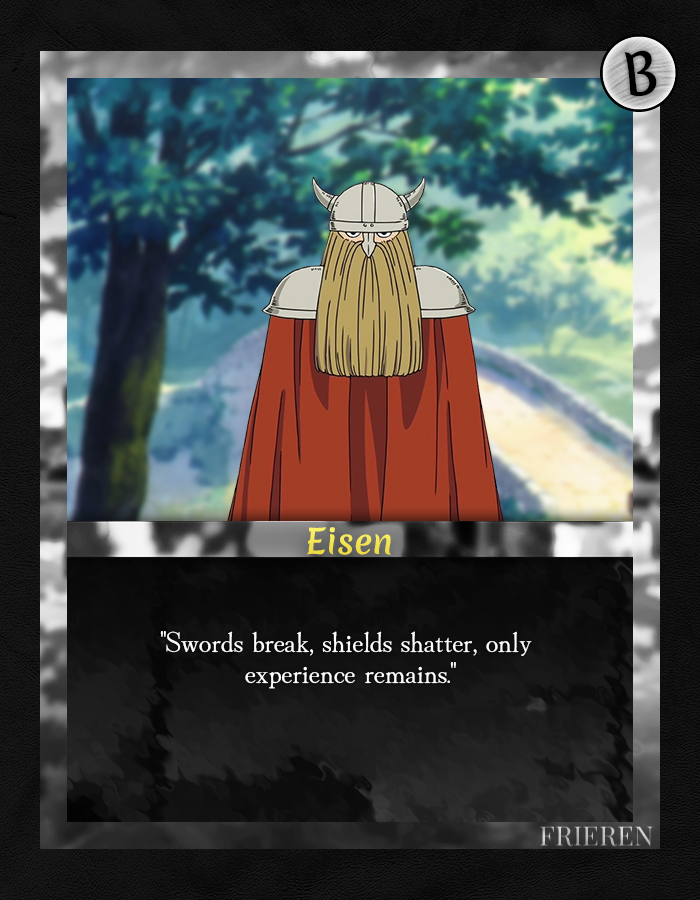 B
Eisen
"Swords break, shields shatter, only
experience remains."
FRIEREN